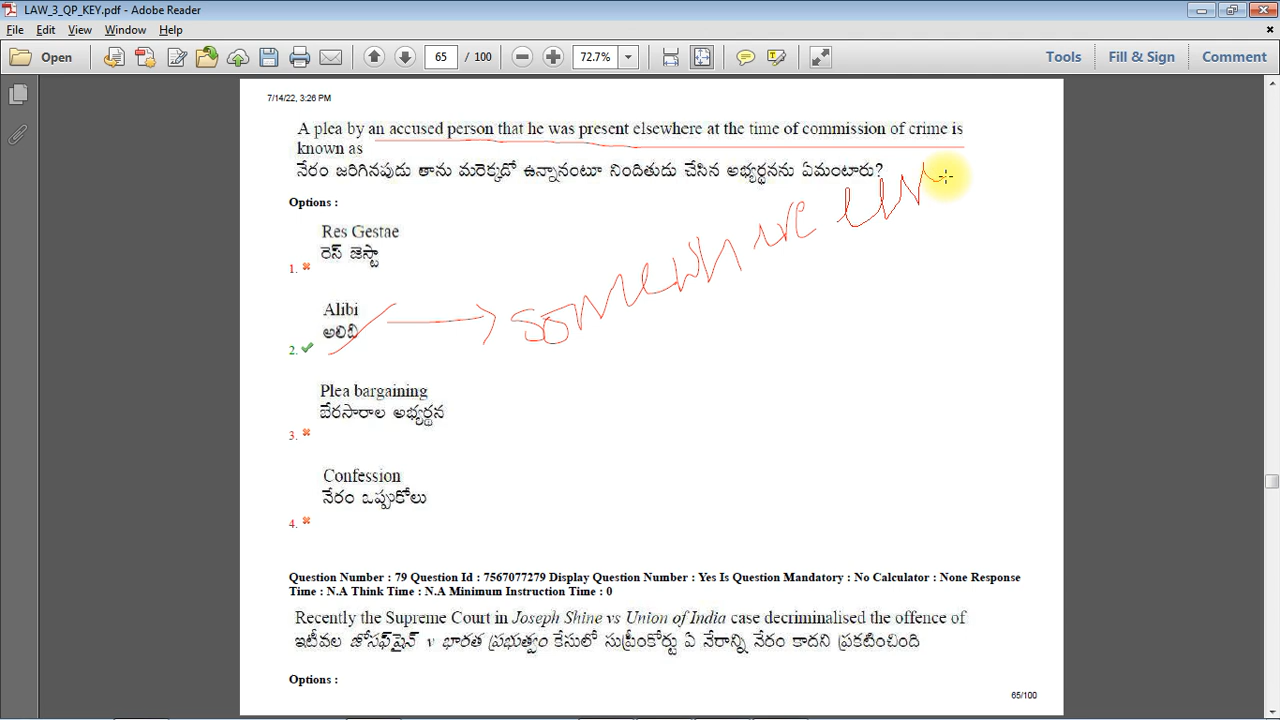 LAW_3_QP_KEY.pdf - Adobe Reader
File Edit View Window Help
Open 65 / 100 72.7% Tools Fill & Sign Comment
7/14/22, 3:26 PM
A plea by an accused person that he was present elsewhere at the time of commission of crime is
known as
నేరం జరిగినపుదు తాను మరెక్కడో ఉన్నానంటూ నిందితుదు చేసిన అభ్యర్థనను ఏమంటారు?
Options :
Res Gestae
రెస్ జెస్టా
1.
Alibi
అలిబి
2.
somewhere
Plea bargaining
బేరసారాల అభ్యర్థన
3.
Confession
నేరం ఒప్పుకోలు
4.
Question Number : 79 Question Id : 7567077279 Display Question Number : Yes Is Question Mandatory : No Calculator : None Response
Time : N.A Think Time : N.A Minimum Instruction Time : 0
Recently the Supreme Court in Joseph Shine vs Union of India case decriminalised the offence of
ఇటీవల జోసఫ్‌షైన్ v భారత ప్రభుత్వం కేసులో సుప్రీంకోర్టు ఏ నేరాన్ని నేరం కాదని ప్రకటించింది
Options :
65/100